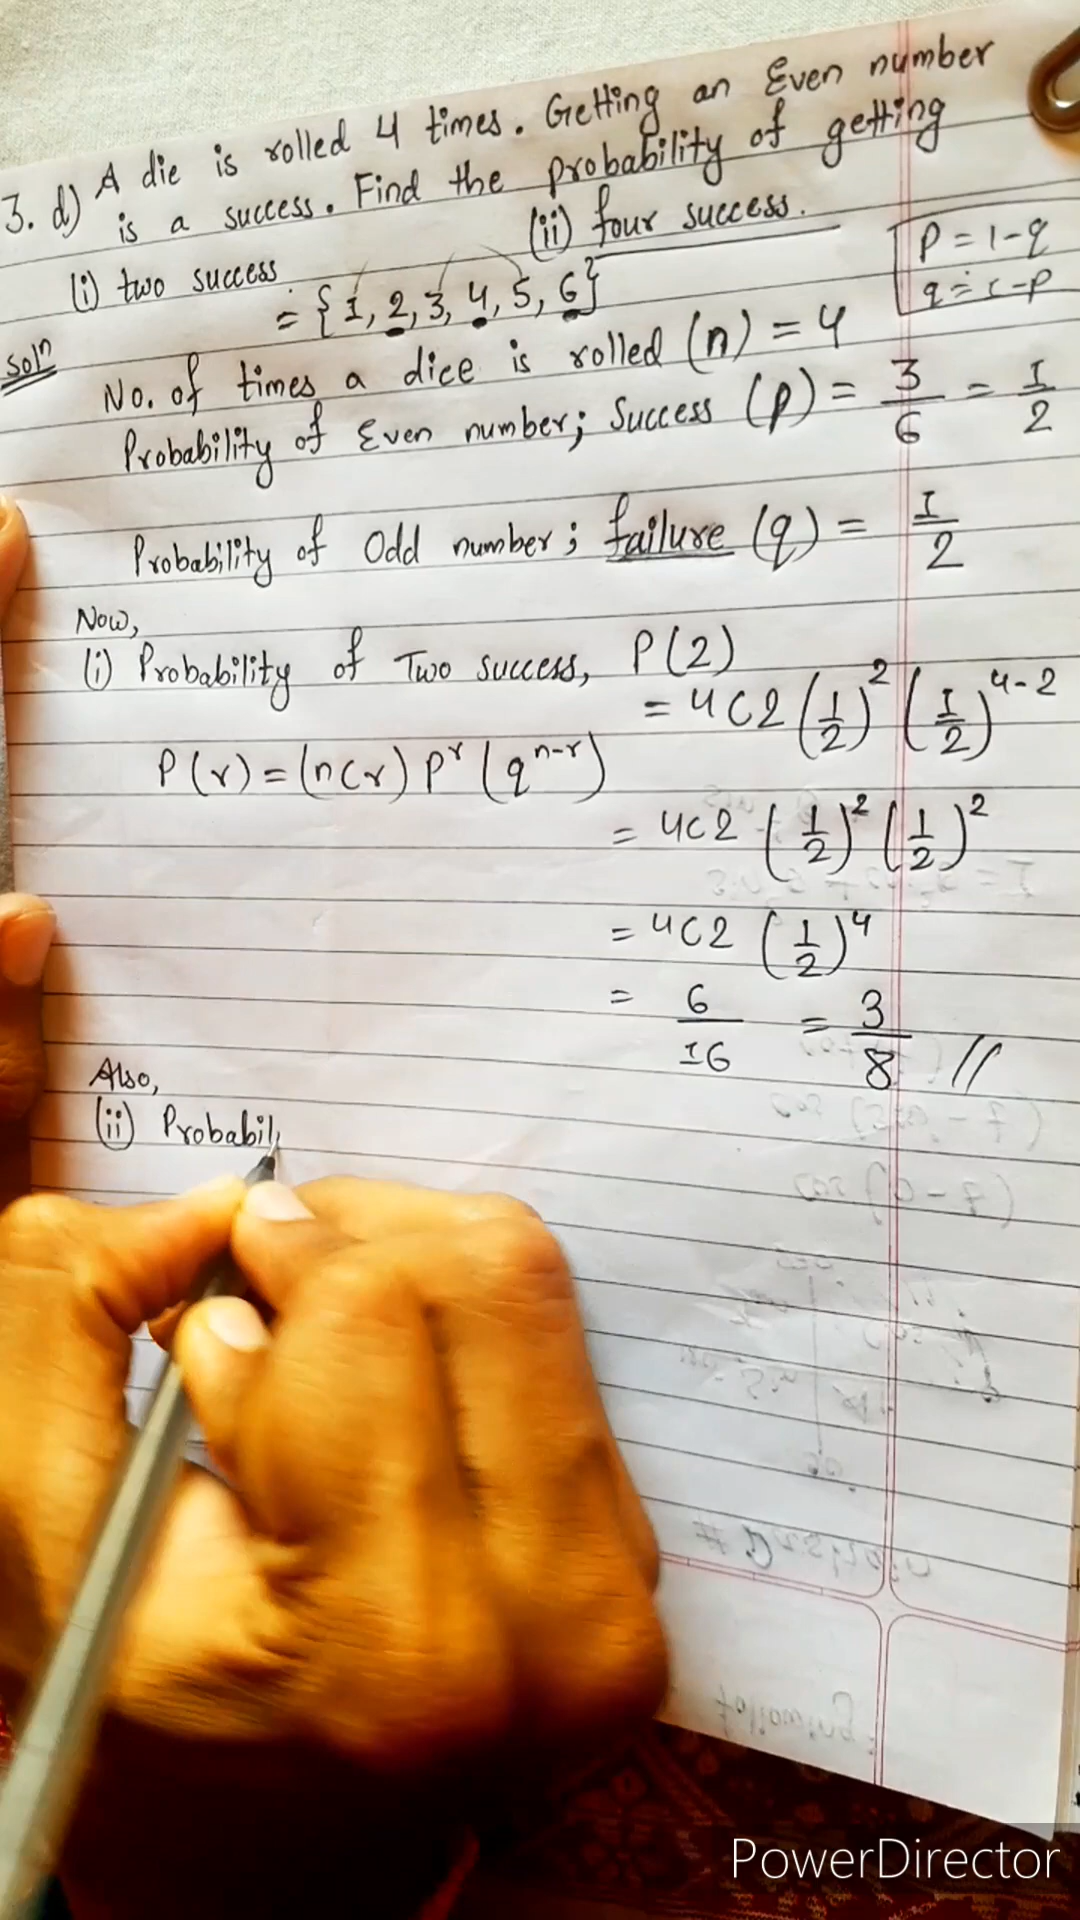 3. d) A die is rolled 4 times. Getting an Even number
is a success. Find the probability of getting
(i) two success. (ii) four success.
P = 1-q
q = 1-p
= {1, 2, 3, 4, 5, 6}
Solⁿ
No. of times a dice is rolled (n) = 4
Probability of Even number; Success (p) = 3/6 = 1/2
Probability of Odd number; failure (q) = 1/2
Now,
(i) Probability of Two success, P(2)
= 4C2 (1/2)² (1/2)⁴⁻²
P(r) = (nCr) pʳ (qⁿ⁻ʳ)
= 4C2 (1/2)² (1/2)²
= 4C2 (1/2)⁴
= 6/16 = 3/8 //
Also,
(ii) Probabil
PowerDirector